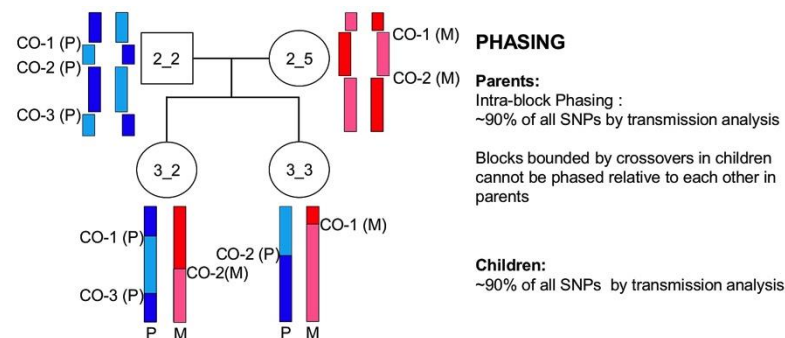 CO-1 (P)
CO-2 (P)
CO-3 (P)
2_2
2_5
CO-1 (M)
CO-2 (M)
3_2
3_3
CO-1 (P)
CO-3 (P)
CO-2(M)
P M
CO-2 (P)
CO-1 (M)
P M
PHASING
Parents:
Intra-block Phasing :
~90% of all SNPs by transmission analysis
Blocks bounded by crossovers in children
cannot be phased relative to each other in
parents
Children:
~90% of all SNPs by transmission analysis